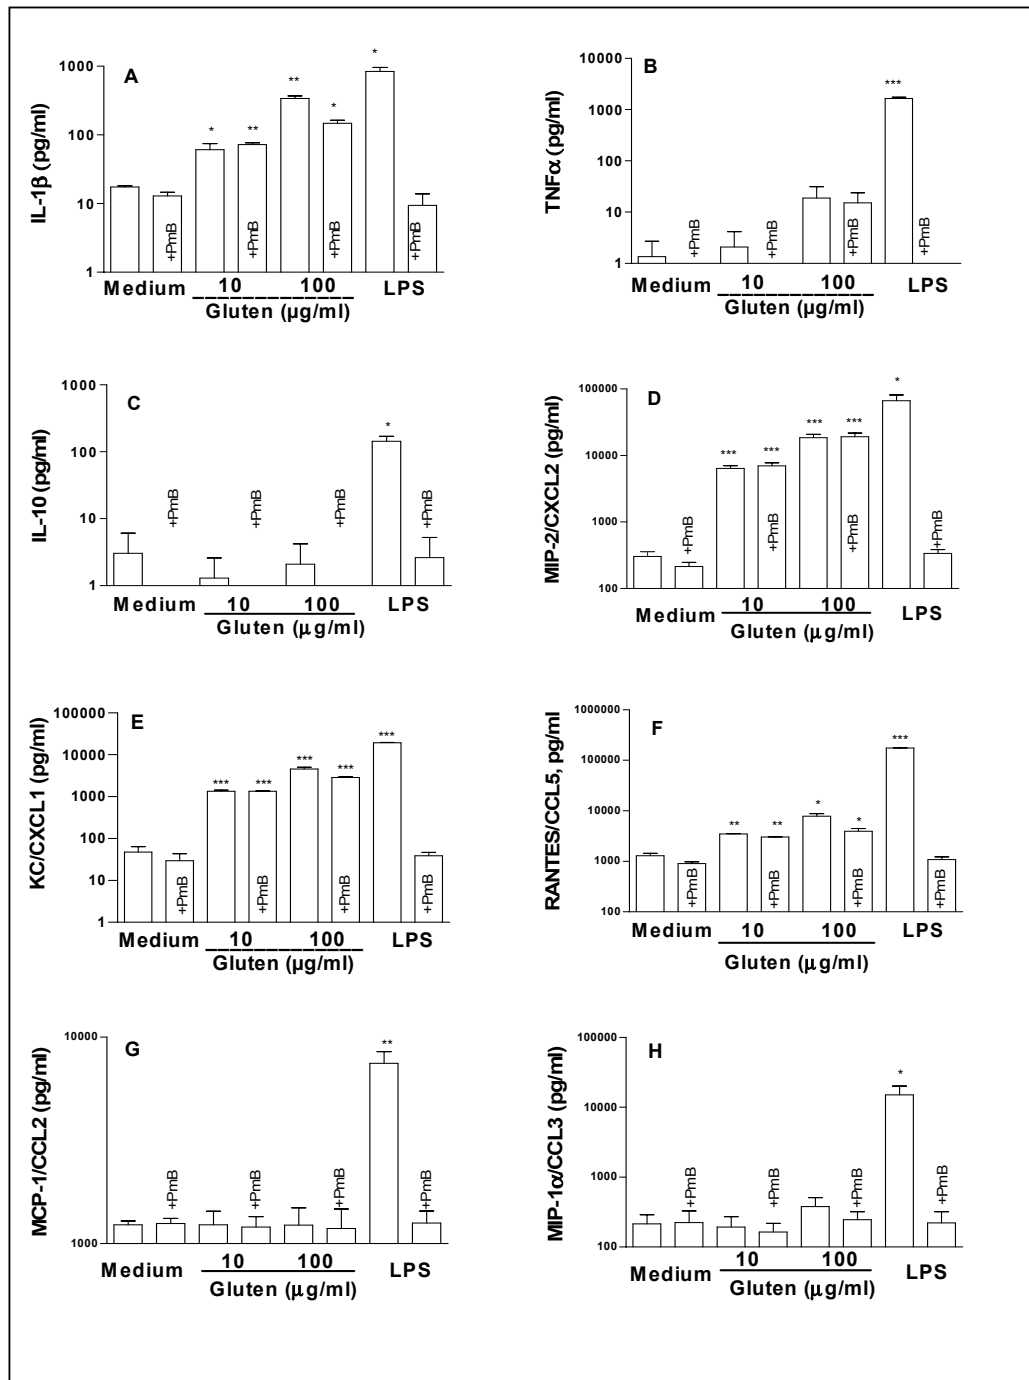 A
IL-1β (pg/ml)
1000
100
10
1
* ** ** * *
+PmB +PmB +PmB +PmB
Medium 10 100 LPS
Gluten (µg/ml)
B
TNFα (pg/ml)
10000
1000
100
10
1
***
+PmB +PmB +PmB +PmB
Medium 10 100 LPS
Gluten (µg/ml)
C
IL-10 (pg/ml)
1000
100
10
1
*
+PmB +PmB +PmB +PmB
Medium 10 100 LPS
Gluten (µg/ml)
D
MIP-2/CXCL2 (pg/ml)
100000
10000
1000
100
*** *** *** *** *
+PmB +PmB +PmB +PmB
Medium 10 100 LPS
Gluten (µg/ml)
E
KC/CXCL1 (pg/ml)
100000
10000
1000
100
10
1
*** *** *** *** ***
+PmB +PmB +PmB +PmB
Medium 10 100 LPS
Gluten (µg/ml)
F
RANTES/CCL5, pg/ml)
1000000
100000
10000
1000
100
** ** * * ***
+PmB +PmB +PmB +PmB
Medium 10 100 LPS
Gluten (µg/ml)
G
MCP-1/CCL2 (pg/ml)
10000
1000
**
+PmB +PmB +PmB +PmB
Medium 10 100 LPS
Gluten (µg/ml)
H
MIP-1α/CCL3 (pg/ml)
100000
10000
1000
100
*
+PmB +PmB +PmB +PmB
Medium 10 100 LPS
Gluten (µg/ml)